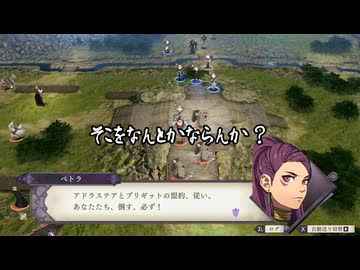 そこをなんとかならんか？
ペトラ
アドラステアとブリギットの盟約、従い、
あなたたち、倒す、必ず！
ログ
X 自動送り切替